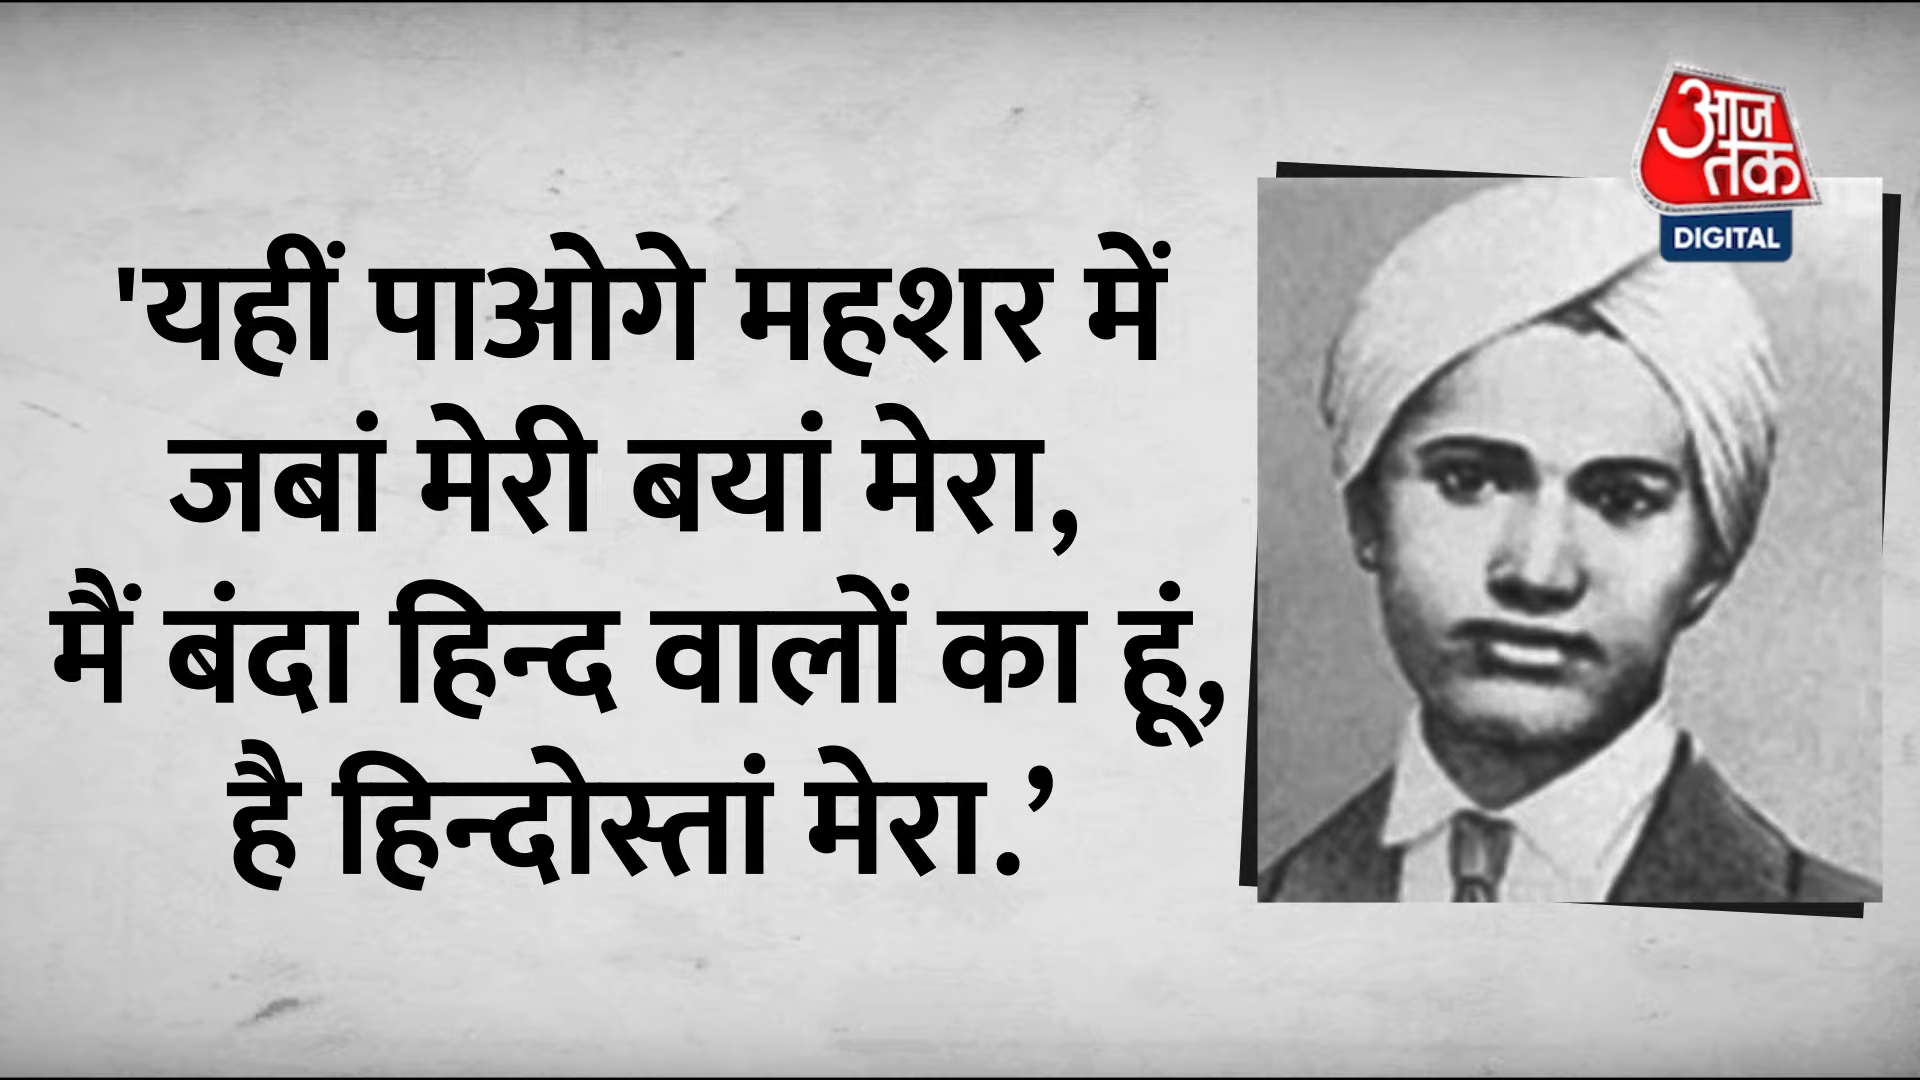 आज
तक
DIGITAL
'यहीं पाओगे महशर में
जबां मेरी बयां मेरा,
मैं बंदा हिन्द वालों का हूं,
है हिन्दोस्तां मेरा.’